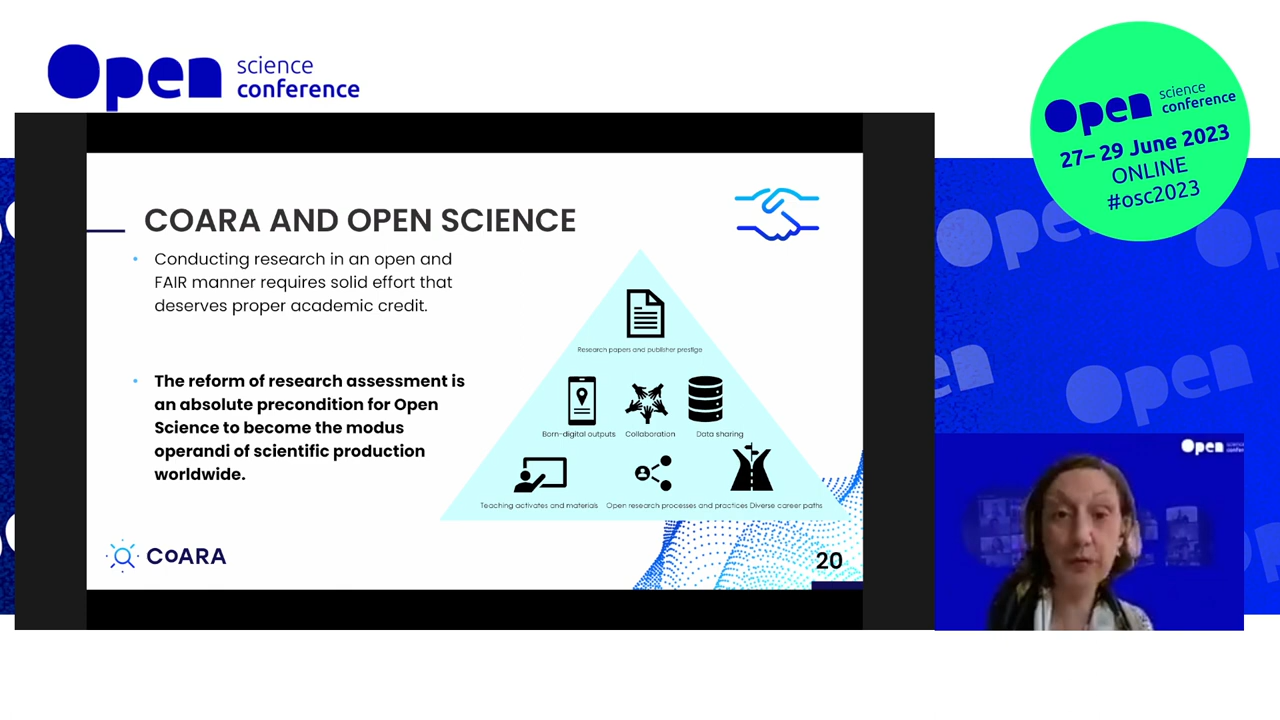 Open science
conference
Open science
conference
27– 29 June 2023
ONLINE
#osc2023
COARA AND OPEN SCIENCE
• Conducting research in an open and
FAIR manner requires solid effort that
deserves proper academic credit.
• The reform of research assessment is
an absolute precondition for Open
Science to become the modus
operandi of scientific production
worldwide.
Research papers and publisher prestige
Born-digital outputs Collaboration Data sharing
Teaching activates and materials Open research processes and practices Diverse career paths
CoARA
20
Open
Open
Open